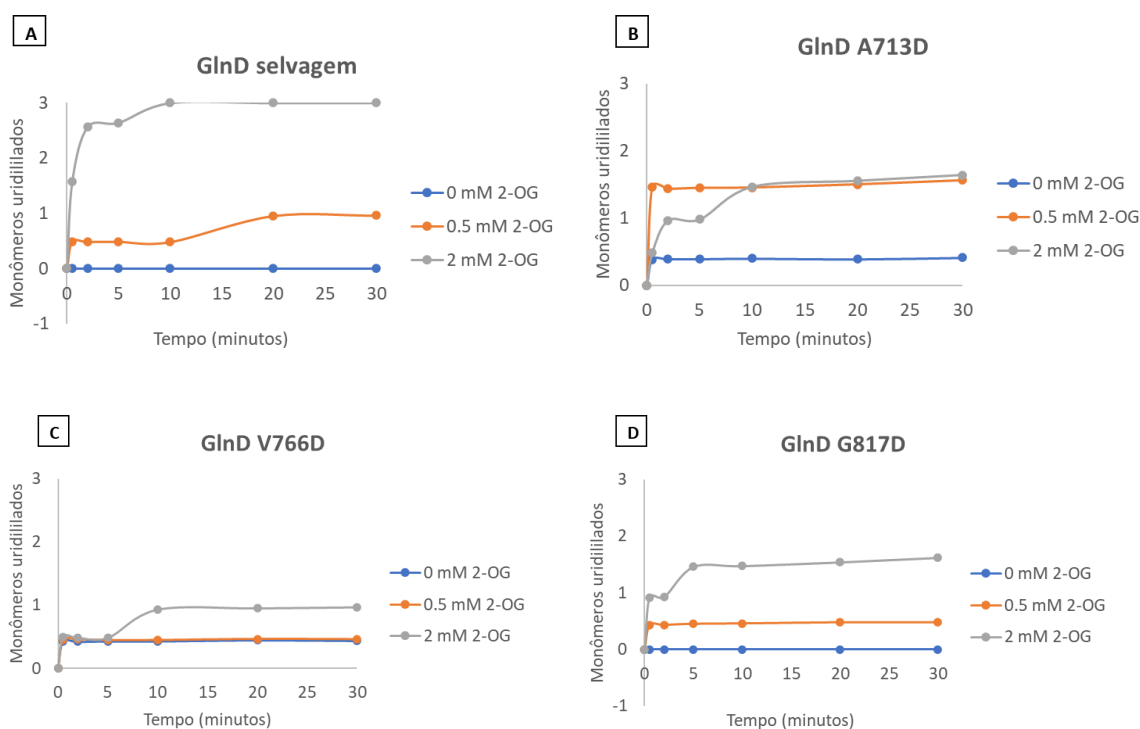 A
GlnD selvagem
Monômeros uridililados
3
2
1
0
-1
0 5 10 15 20 25 30
Tempo (minutos)
0 mM 2-OG
0.5 mM 2-OG
2 mM 2-OG
B
GlnD A713D
Monômeros uridililados
3
2
1
0
0 5 10 15 20 25 30
Tempo (minutos)
0 mM 2-OG
0.5 mM 2-OG
2 mM 2-OG
C
GlnD V766D
Monômeros uridililados
3
2
1
0
0 5 10 15 20 25 30
Tempo (minutos)
0 mM 2-OG
0.5 mM 2-OG
2 mM 2-OG
D
GlnD G817D
Monômeros uridililados
3
2
1
0
-1
0 5 10 15 20 25 30
Tempo (minutos)
0 mM 2-OG
0.5 mM 2-OG
2 mM 2-OG